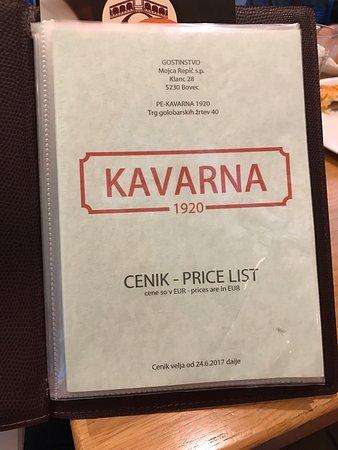 GOSTINSTVO
Mojca Repič s.p.
Klanc 28
5230 Bovec
PE-KAVARNA 1920
Trg golobarskih žrtev 40
KAVARNA
1920
CENIK - PRICE LIST
cene so v EUR - prices are in EUR
Cenik velja od 24.6.2017 dalje